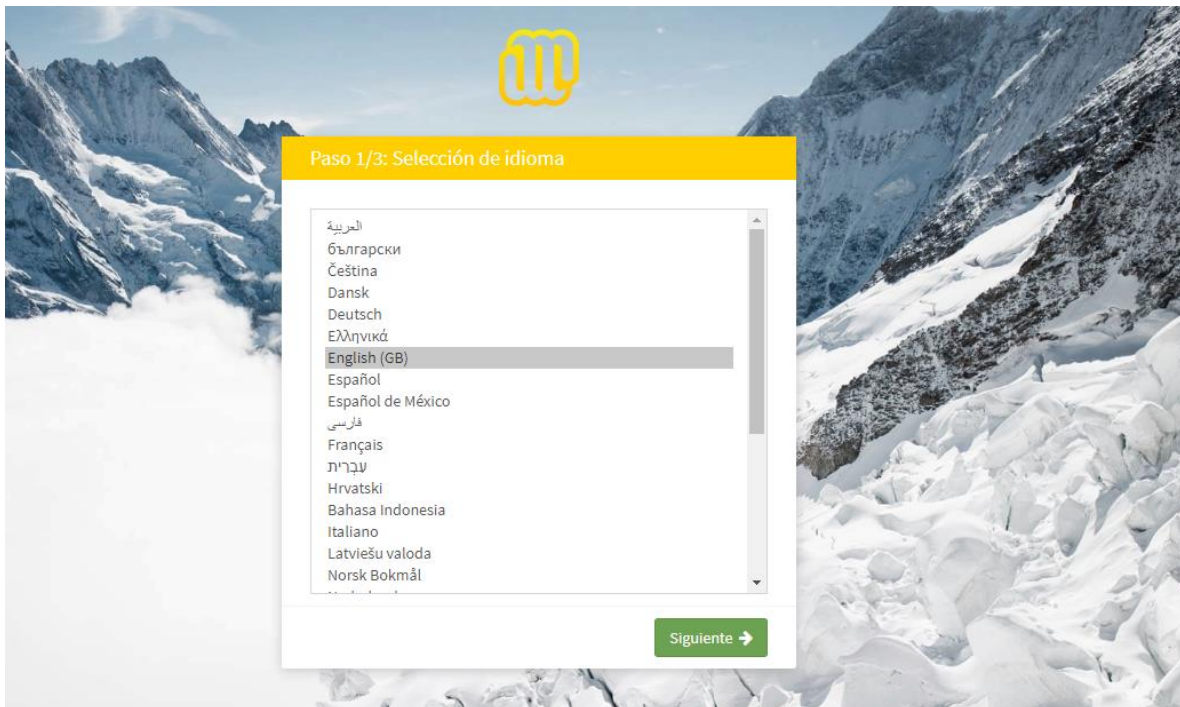 Paso 1/3: Selección de idioma
العربية
български
Čeština
Dansk
Deutsch
Ελληνικά
English (GB)
Español
Español de México
فارسی
Français
עִבְרִית
Hrvatski
Bahasa Indonesia
Italiano
Latviešu valoda
Norsk Bokmål
Siguiente